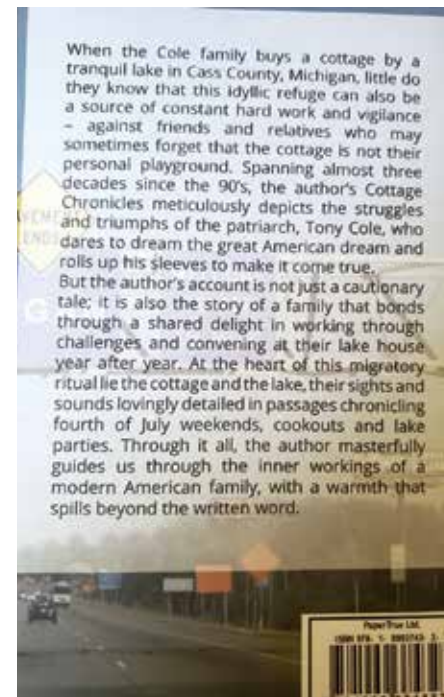 When the Cole family buys a cottage by a
tranquil lake in Cass County, Michigan, little do
they know that this idyllic refuge can also be
a source of constant hard work and vigilance
– against friends and relatives who may
sometimes forget that the cottage is not their
personal playground. Spanning almost three
decades since the 90's, the author's Cottage
Chronicles meticulously depicts the struggles
and triumphs of the patriarch, Tony Cole, who
dares to dream the great American dream and
rolls up his sleeves to make it come true.
But the author's account is not just a cautionary
tale; it is also the story of a family that bonds
through a shared delight in working through
challenges and convening at their lake house
year after year. At the heart of this migratory
ritual lie the cottage and the lake, their sights and
sounds lovingly detailed in passages chronicling
fourth of July weekends, cookouts and lake
parties. Through it all, the author masterfully
guides us through the inner workings of a
modern American family, with a warmth that
spills beyond the written word.
ENDS
PaperTrue Ltd.
ISBN 978-1-